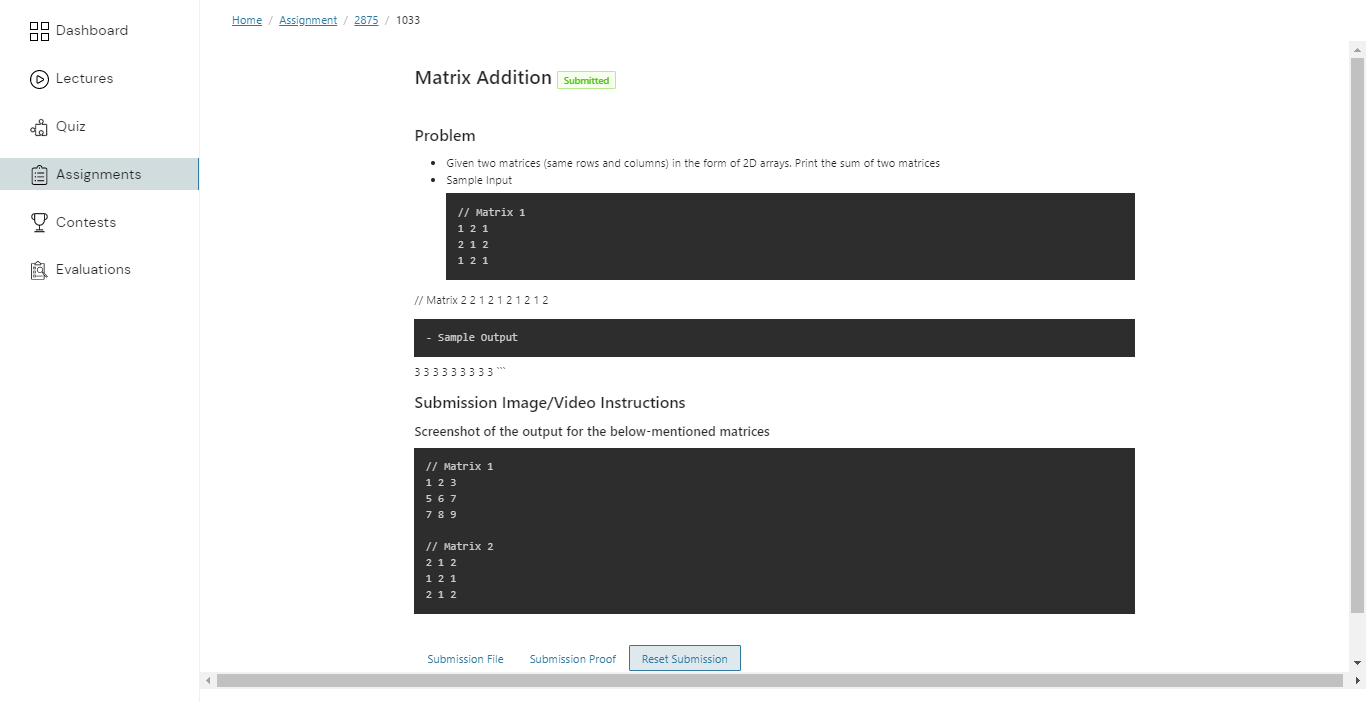 Home / Assignment / 2875 / 1033
Dashboard
Lectures
Quiz
Assignments
Contests
Evaluations
Matrix Addition Submitted
Problem
Given two matrices (same rows and columns) in the form of 2D arrays. Print the sum of two matrices
Sample Input
// Matrix 1
1 2 1
2 1 2
1 2 1
// Matrix 2 2 1 2 1 2 1 2 1 2
- Sample Output
3 3 3 3 3 3 3 3 3 ```
Submission Image/Video Instructions
Screenshot of the output for the below-mentioned matrices
// Matrix 1
1 2 3
5 6 7
7 8 9
// Matrix 2
2 1 2
1 2 1
2 1 2
Submission File Submission Proof Reset Submission